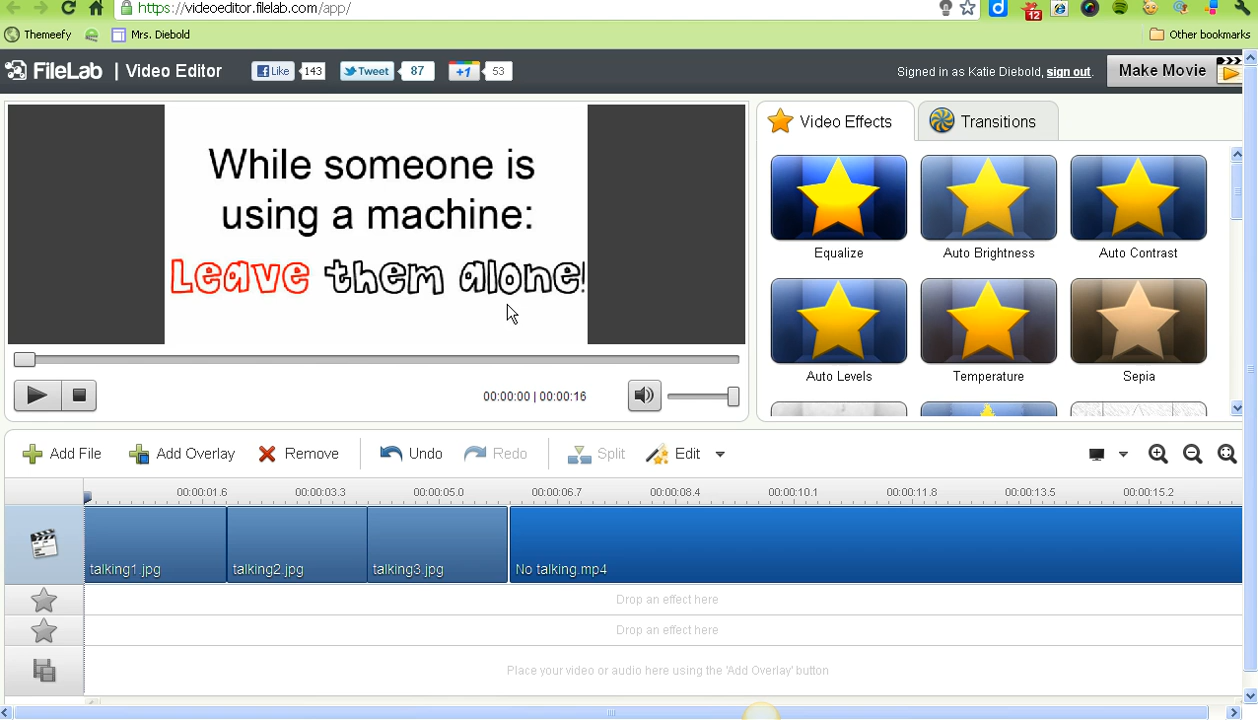 https://videoeditor.filelab.com/app/
12
Themeefy
Mrs. Diebold
Other bookmarks
FileLab | Video Editor
Like 143
Tweet 87
+1 53
Signed in as Katie Diebold, sign out.
Make Movie
While someone is
using a machine:
Leave them alone!
00:00:00 | 00:00:16
Video Effects
Transitions
Equalize
Auto Brightness
Auto Contrast
Auto Levels
Temperature
Sepia
Add File
Add Overlay
Remove
Undo
Redo
Split
Edit
00:00:01.6 00:00:03.3 00:00:05.0 00:00:06.7 00:00:08.4 00:00:10.1 00:00:11.8 00:00:13.5 00:00:15.2
talking1.jpg
talking2.jpg
talking3.jpg
No talking.mp4
Drop an effect here
Drop an effect here
Place your video or audio here using the 'Add Overlay' button